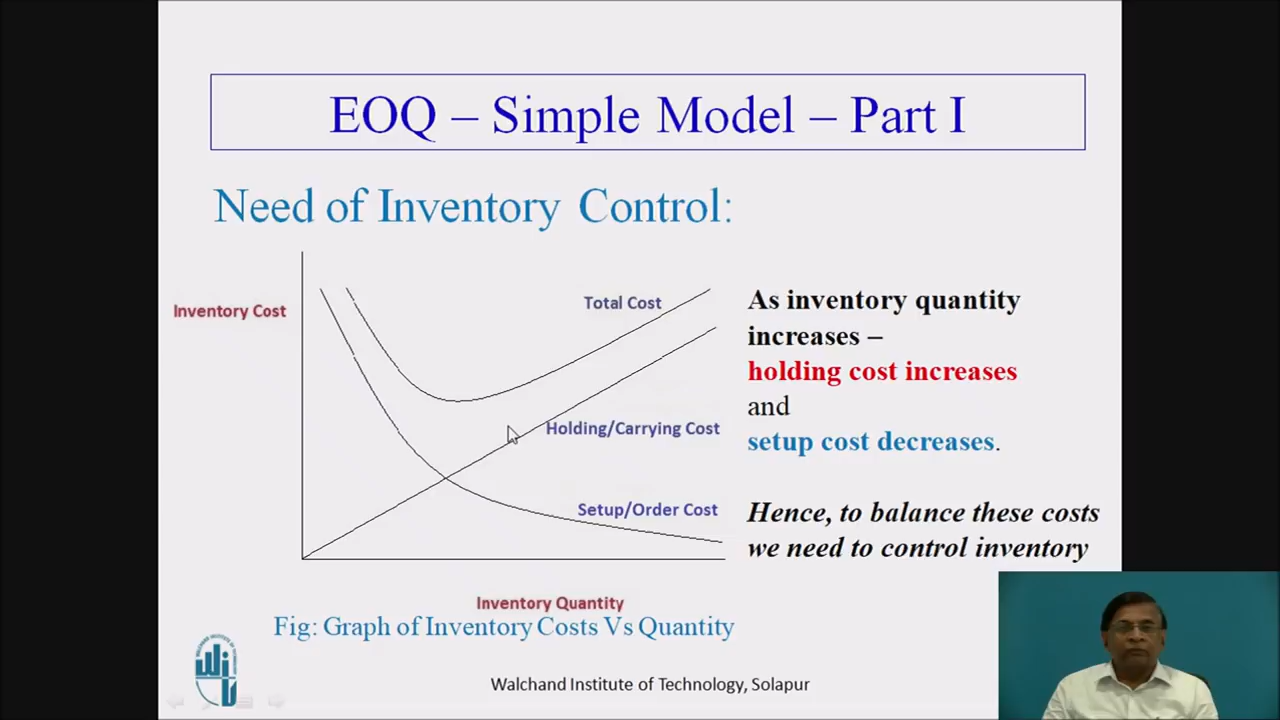 EOQ – Simple Model – Part I
Need of Inventory Control:
Inventory Cost
Total Cost
Holding/Carrying Cost
Setup/Order Cost
Inventory Quantity
Fig: Graph of Inventory Costs Vs Quantity
As inventory quantity
increases –
holding cost increases
and
setup cost decreases.
Hence, to balance these costs
we need to control inventory
Walchand Institute of Technology, Solapur